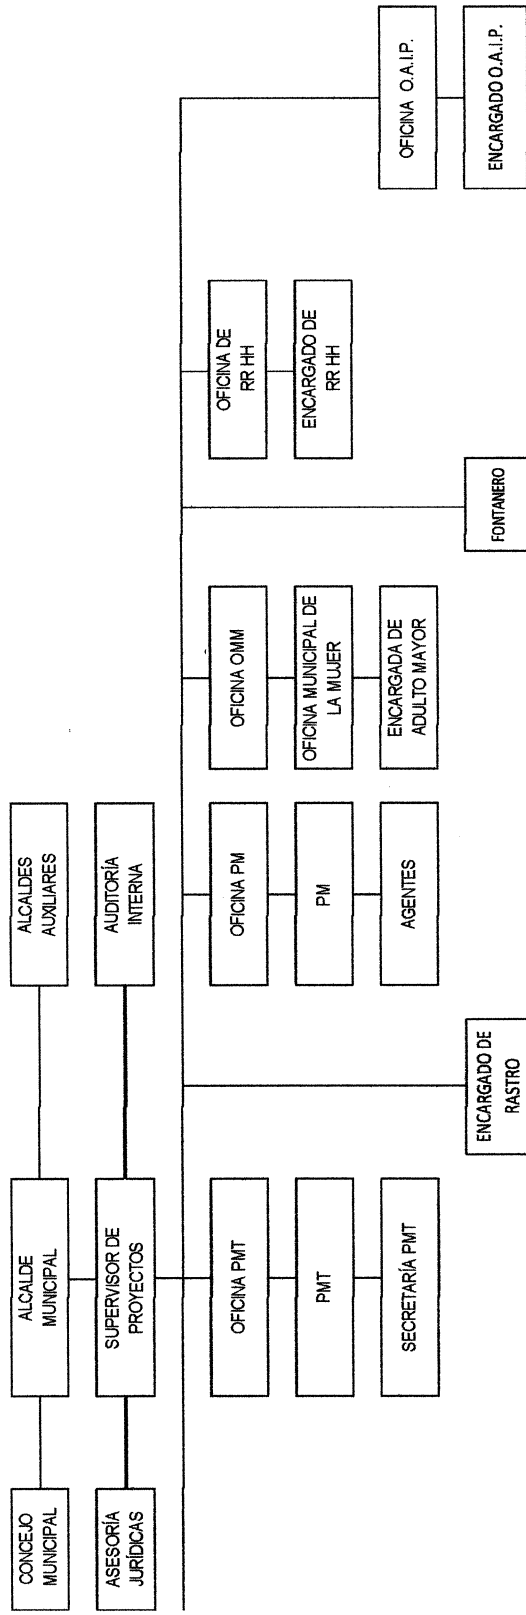 CONCEJO
MUNICIPAL
ALCALDE
MUNICIPAL
ALCALDES
AUXILIARES
ASESORÍA
JURÍDICAS
SUPERVISOR DE
PROYECTOS
AUDITORÍA
INTERNA
OFICINA PMT
PMT
SECRETARÍA PMT
ENCARGADO DE
RASTRO
OFICINA PM
PM
AGENTES
OFICINA OMM
OFICINA MUNICIPAL DE
LA MUJER
ENCARGADA DE
ADULTO MAYOR
FONTANERO
OFICINA DE
RR HH
ENCARGADO DE
RR HH
OFICINA O.A.I.P.
ENCARGADO O.A.I.P.